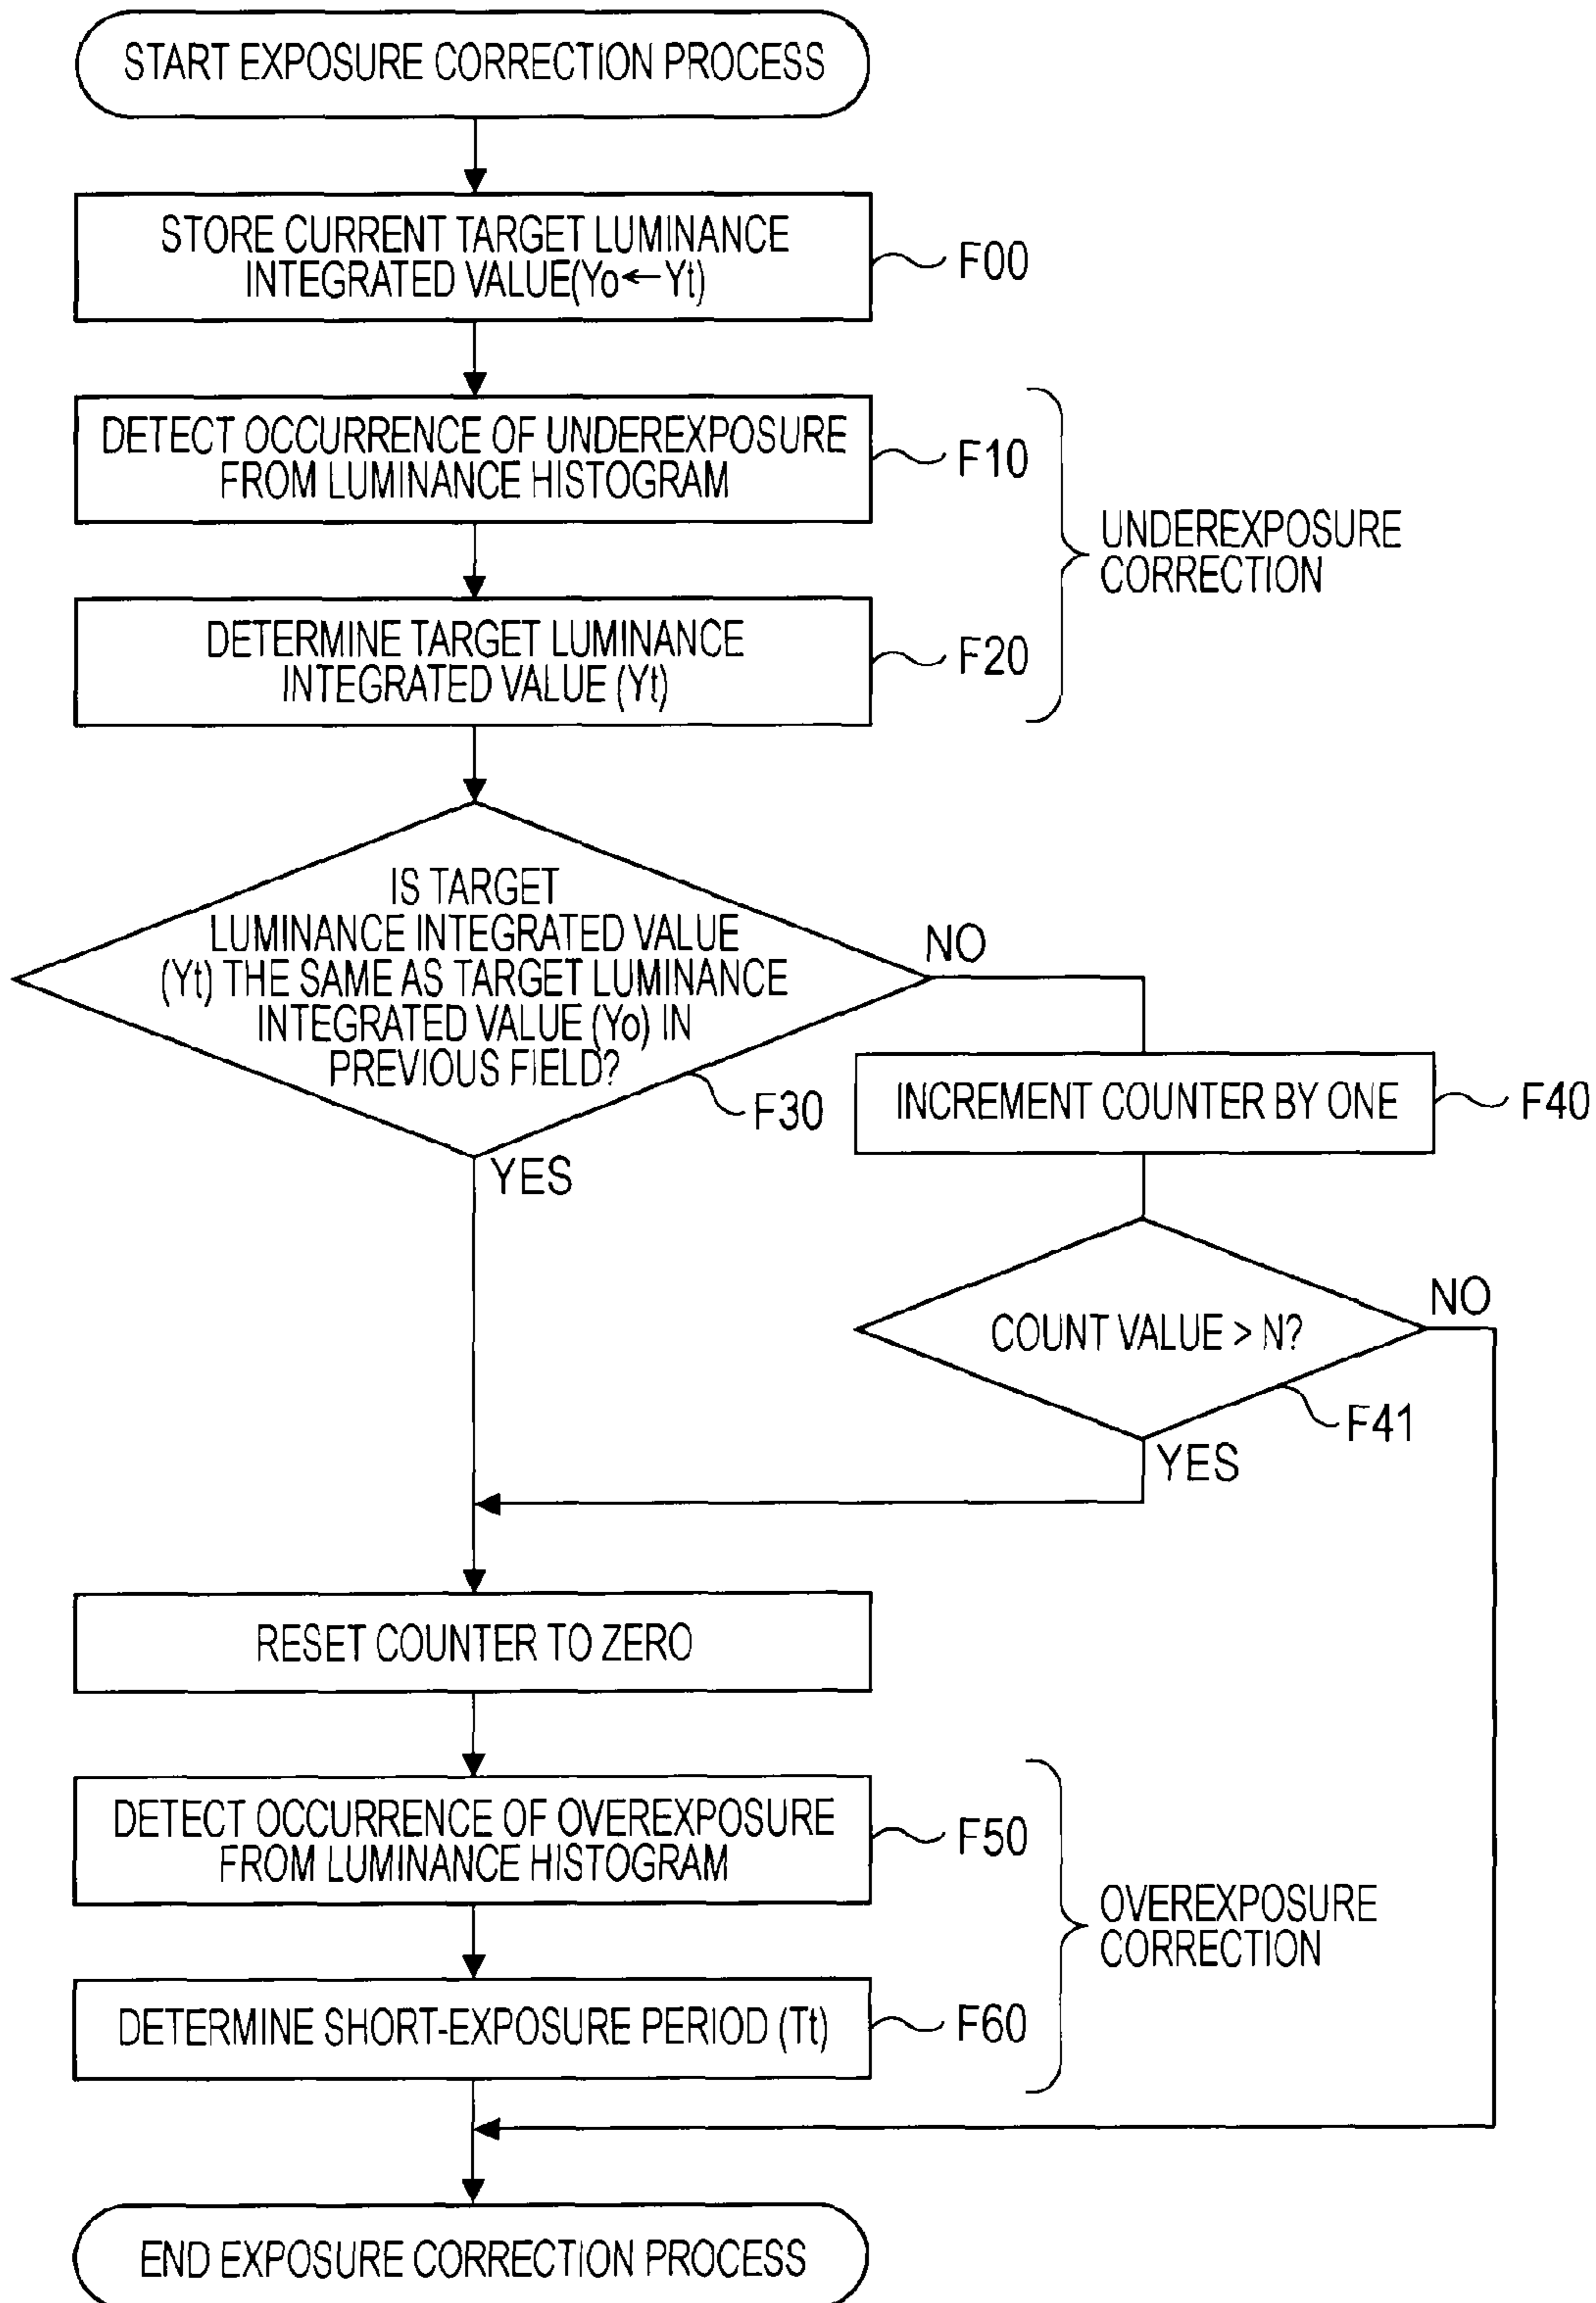 START EXPOSURE CORRECTION PROCESS
STORE CURRENT TARGET LUMINANCE
INTEGRATED VALUE(Yo←Yt)
F00
DETECT OCCURRENCE OF UNDEREXPOSURE
FROM LUMINANCE HISTOGRAM
F10
UNDEREXPOSURE
CORRECTION
DETERMINE TARGET LUMINANCE
INTEGRATED VALUE (Yt)
F20
IS TARGET
LUMINANCE INTEGRATED VALUE
(Yt) THE SAME AS TARGET LUMINANCE
INTEGRATED VALUE (Yo) IN
PREVIOUS FIELD?
NO
F30
YES
INCREMENT COUNTER BY ONE
F40
COUNT VALUE > N?
NO
F41
YES
RESET COUNTER TO ZERO
DETECT OCCURRENCE OF OVEREXPOSURE
FROM LUMINANCE HISTOGRAM
F50
OVEREXPOSURE
CORRECTION
DETERMINE SHORT-EXPOSURE PERIOD (Tt)
F60
END EXPOSURE CORRECTION PROCESS